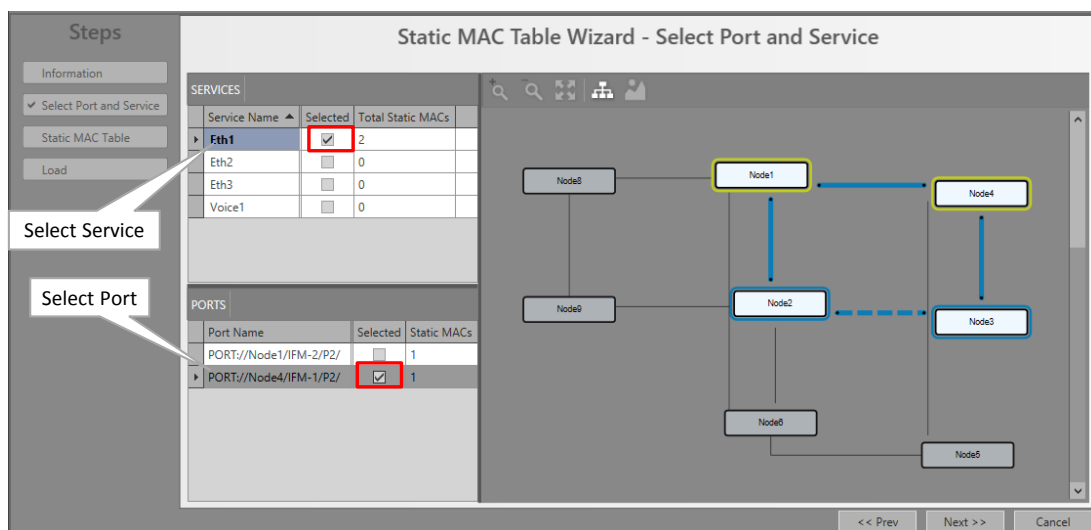 Steps
Information
✔ Select Port and Service
Static MAC Table
Load
Static MAC Table Wizard - Select Port and Service
SERVICES
Service Name ▲ Selected Total Static MACs
Eth1 2
Eth2 0
Eth3 0
Voice1 0
Select Service
Select Port
PORTS
Port Name Selected Static MACs
PORT://Node1/IFM-2/P2/ 1
PORT://Node4/IFM-1/P2/ 1
Node8
Node1
Node4
Node9
Node2
Node3
Node6
Node5
<< Prev Next >> Cancel